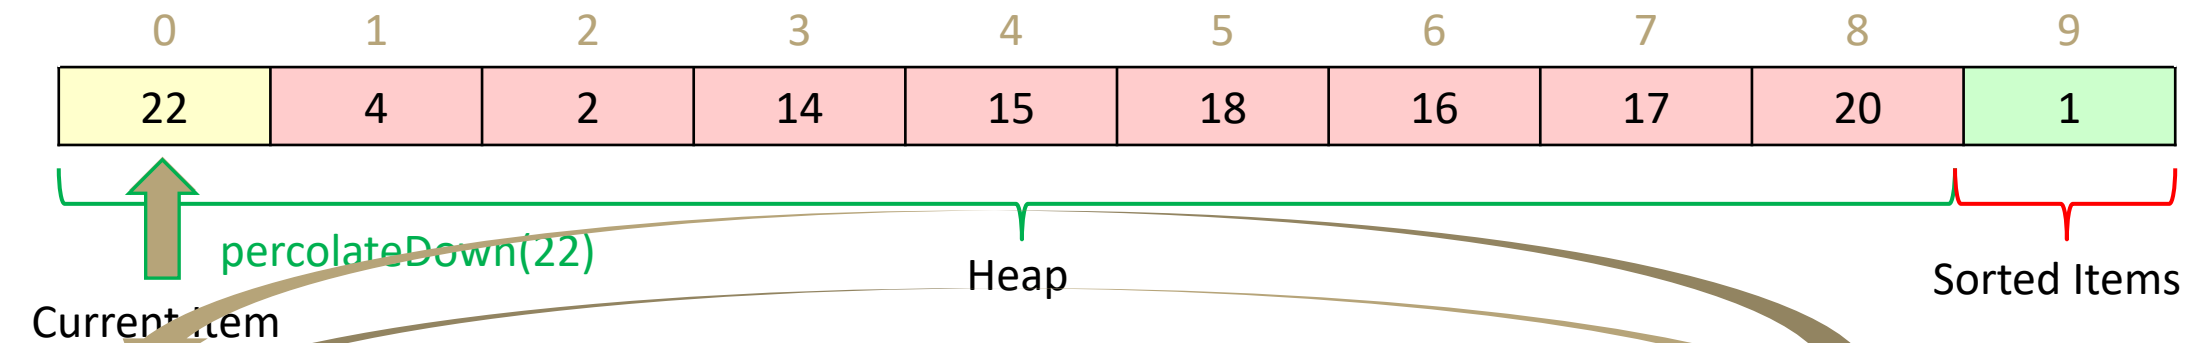 0 1 2 3 4 5 6 7 8 9
22 4 2 14 15 18 16 17 20 1
percolateDown(22)
Heap
Sorted Items
Current Item